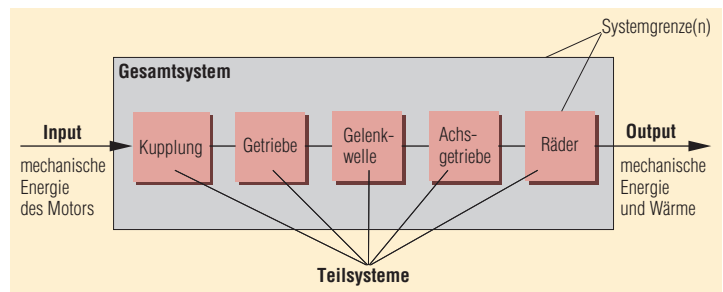 Systemgrenze(n)
Gesamtsystem
Input
mechanische
Energie
des Motors
Kupplung
Getriebe
Gelenk-
welle
Achs-
getriebe
Räder
Output
mechanische
Energie
und Wärme
Teilsysteme